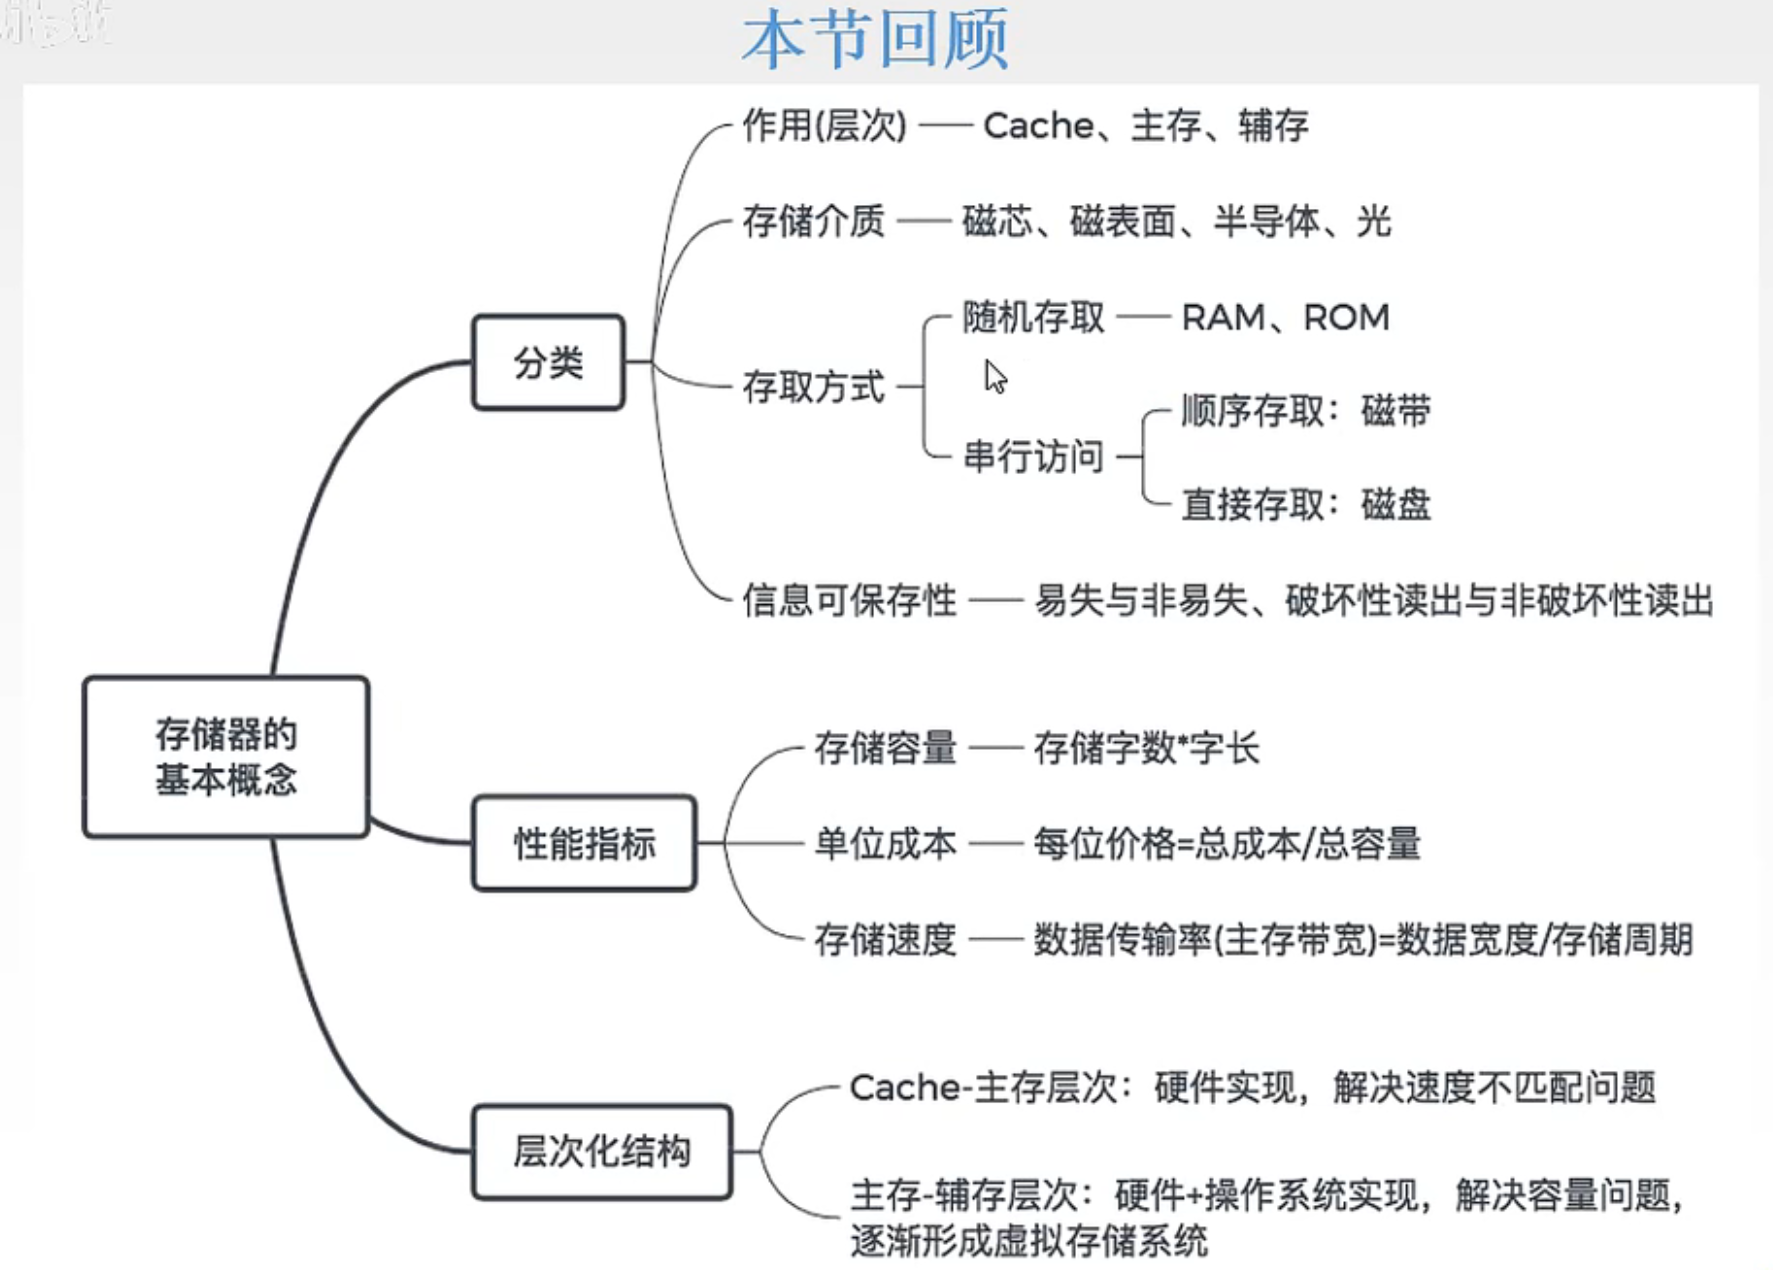 本节回顾
作用(层次)
Cache、主存、辅存
存储介质
磁芯、磁表面、半导体、光
分类
存取方式
随机存取
RAM、ROM
串行访问
顺序存取：磁带
直接存取：磁盘
信息可保存性
易失与非易失、破坏性读出与非破坏性读出
存储器的
基本概念
性能指标
存储容量
存储字数*字长
单位成本
每位价格=总成本/总容量
存储速度
数据传输率(主存带宽)=数据宽度/存储周期
层次化结构
Cache-主存层次：硬件实现，解决速度不匹配问题
主存-辅存层次：硬件+操作系统实现，解决容量问题，
逐渐形成虚拟存储系统